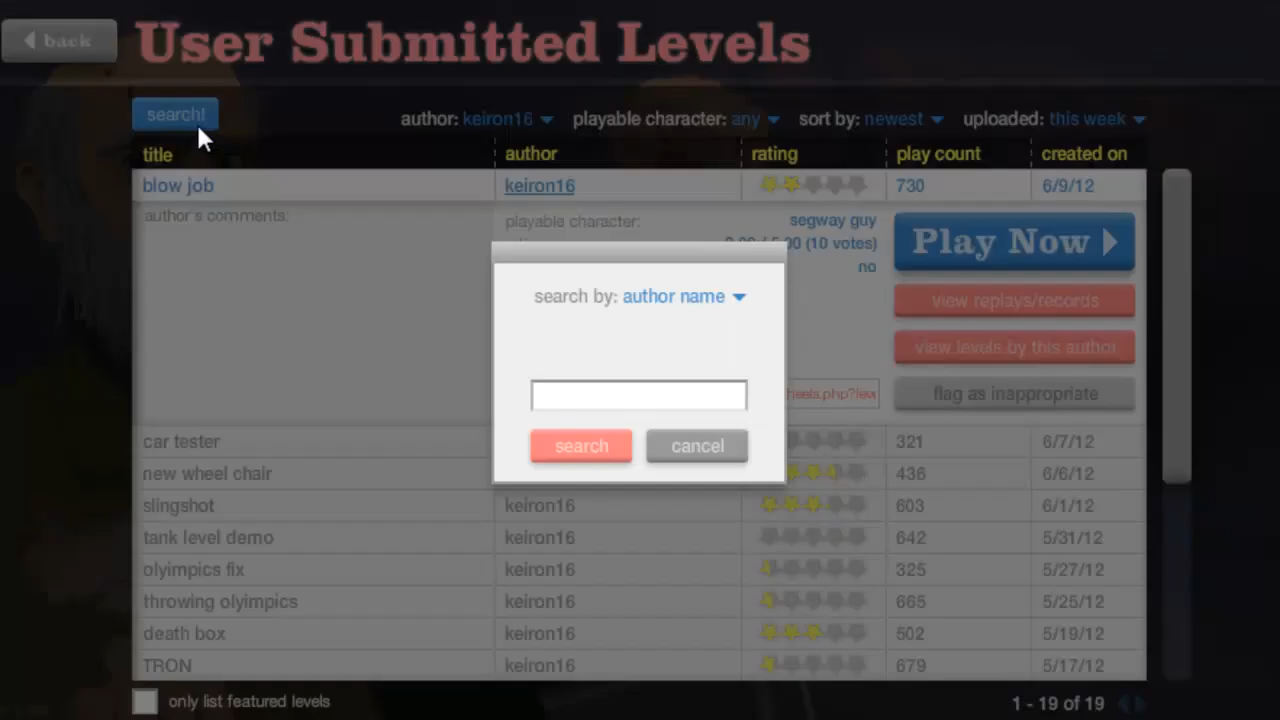 back
User Submitted Levels
search!
author: keiron16 playable character: any sort by: newest uploaded: this week
title author rating play count created on
blow job keiron16 730 6/9/12
author's comments:
playable character: segway guy
(10 votes)
no
Play Now
view replays/records
view levels by this author
flag as inappropriate
search by: author name
search cancel
car tester 321 6/7/12
new wheel chair 436 6/6/12
slingshot keiron16 603 6/1/12
tank level demo keiron16 642 5/31/12
olyimpics fix keiron16 325 5/27/12
throwing olyimpics keiron16 665 5/25/12
death box keiron16 502 5/19/12
TRON keiron16 679 5/17/12
only list featured levels
1 - 19 of 19